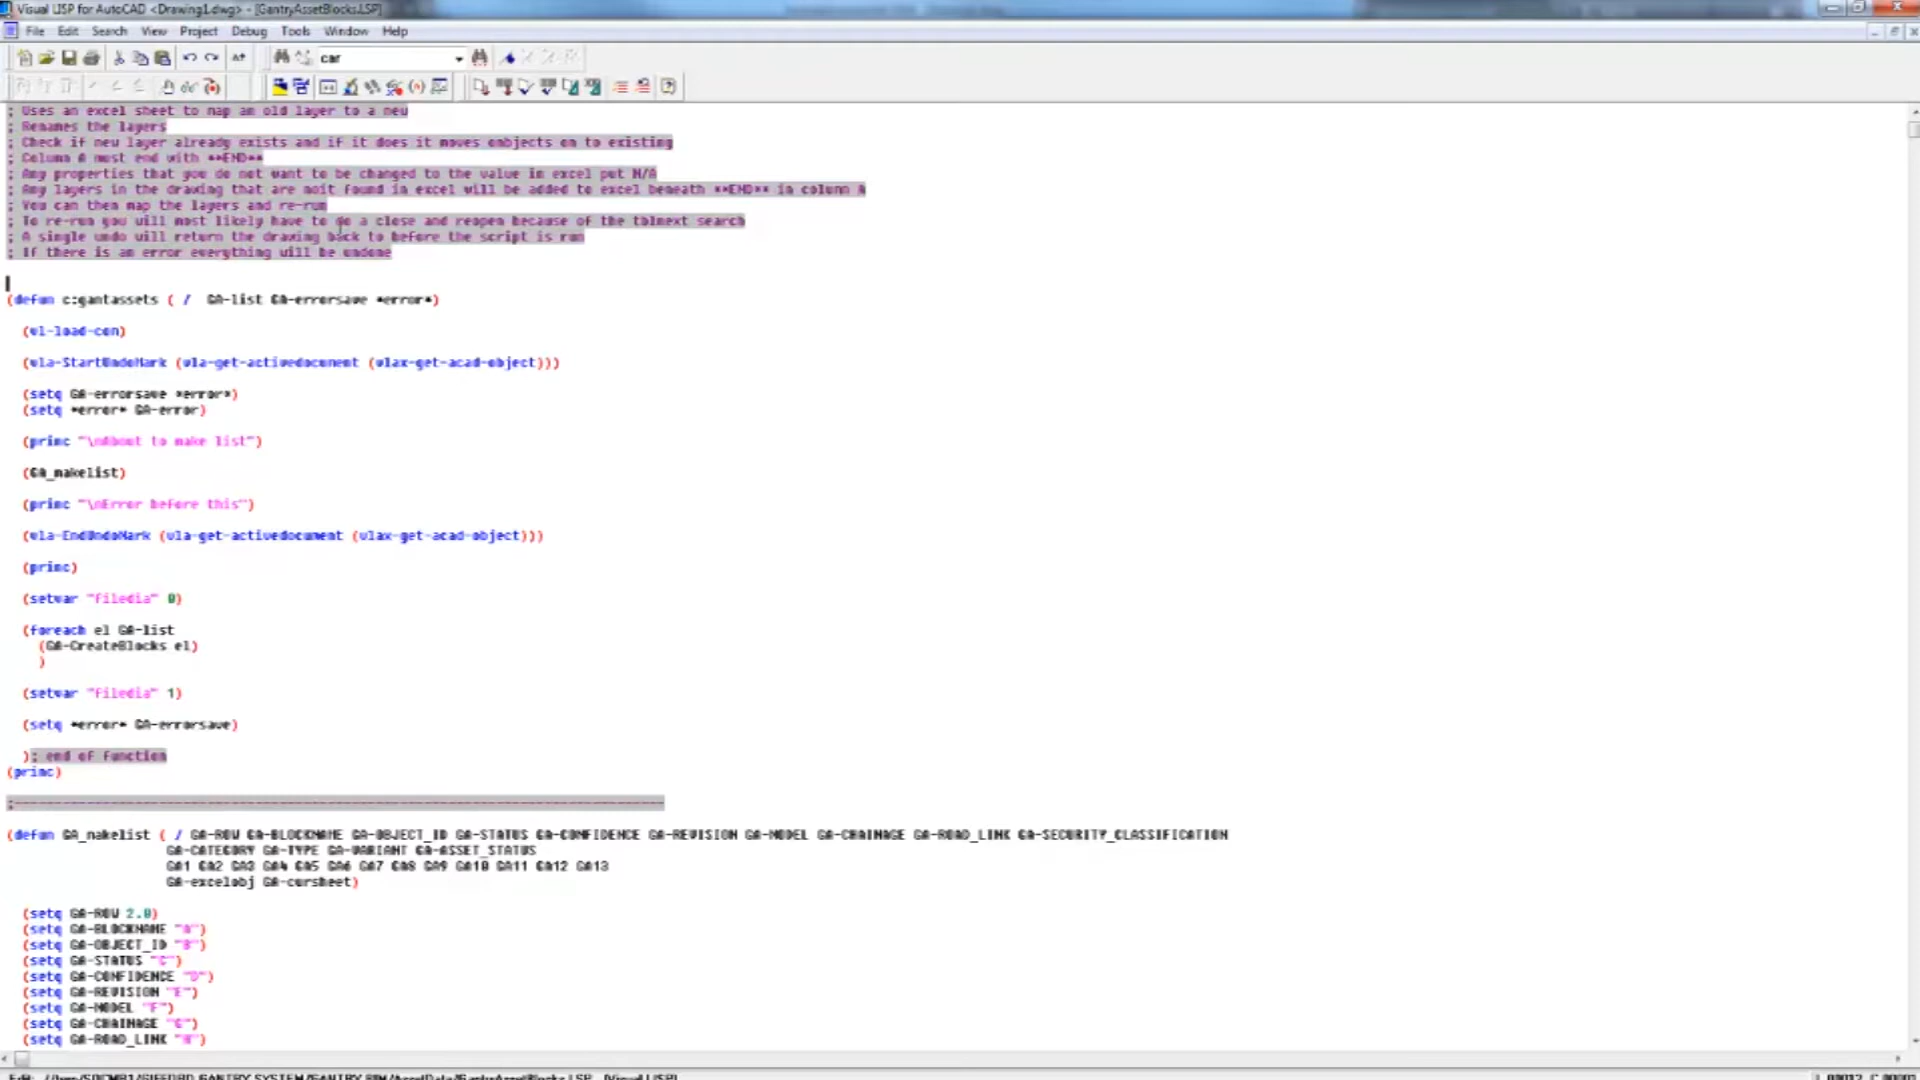 Visual LISP for AutoCAD <Drawing1.dwg> - [GantryAssetBlocks.LSP]
File Edit Search View Project Debug Tools Window Help
car
; Uses an excel sheet to map an old layer to a new
; Renames the layers
; Check if new layer already exists and if it does it moves onbjects on to existing
; Column A most end with **END**
; Any properties that you do not want to be changed to the value in excel put N/A
; Any layers in the drawing that are noit found in excel will be added to excel beneath **END** in column A
; You can then map the layers and re-run
; To re-run you will most likely have to do a close and reopen because of the tblnext search
; A single undo will return the drawing back to before the script is run
; If there is an error everything will be undone
(defun c:gantassets ( / GA-list GA-errorsave *error*)
(vl-load-com)
(vla-StartUndoMark (vla-get-activedocument (vlax-get-acad-object)))
(setq GA-errorsave *error*)
(setq *error* GA-error)
(princ "\nAbout to make list")
(GA_makelist)
(princ "\nError before this")
(vla-EndUndoMark (vla-get-activedocument (vlax-get-acad-object)))
(princ)
(setvar "filedia" 0)
(foreach el GA-list
(GA-CreateBlocks el)
)
(setvar "filedia" 1)
(setq *error* GA-errorsave)
); end of function
(princ)
;--------------------------------------------------------------------------------
(defun GA_makelist ( / GA-ROW GA-BLOCKNAME GA-OBJECT_ID GA-STATUS GA-CONFIDENCE GA-REVISION GA-MODEL GA-CHAINAGE GA-ROAD_LINK GA-SECURITY_CLASSIFICATION
GA-CATEGORY GA-TYPE GA-VARIANT GA-ASSET_STATUS
GA1 GA2 GA3 GA4 GA5 GA6 GA7 GA8 GA9 GA10 GA11 GA12 GA13
GA-excelobj GA-cursheet)
(setq GA-ROW 2.0)
(setq GA-BLOCKNAME "A")
(setq GA-OBJECT_ID "B")
(setq GA-STATUS "C")
(setq GA-CONFIDENCE "D")
(setq GA-REVISION "E")
(setq GA-MODEL "F")
(setq GA-CHAINAGE "G")
(setq GA-ROAD_LINK "H")